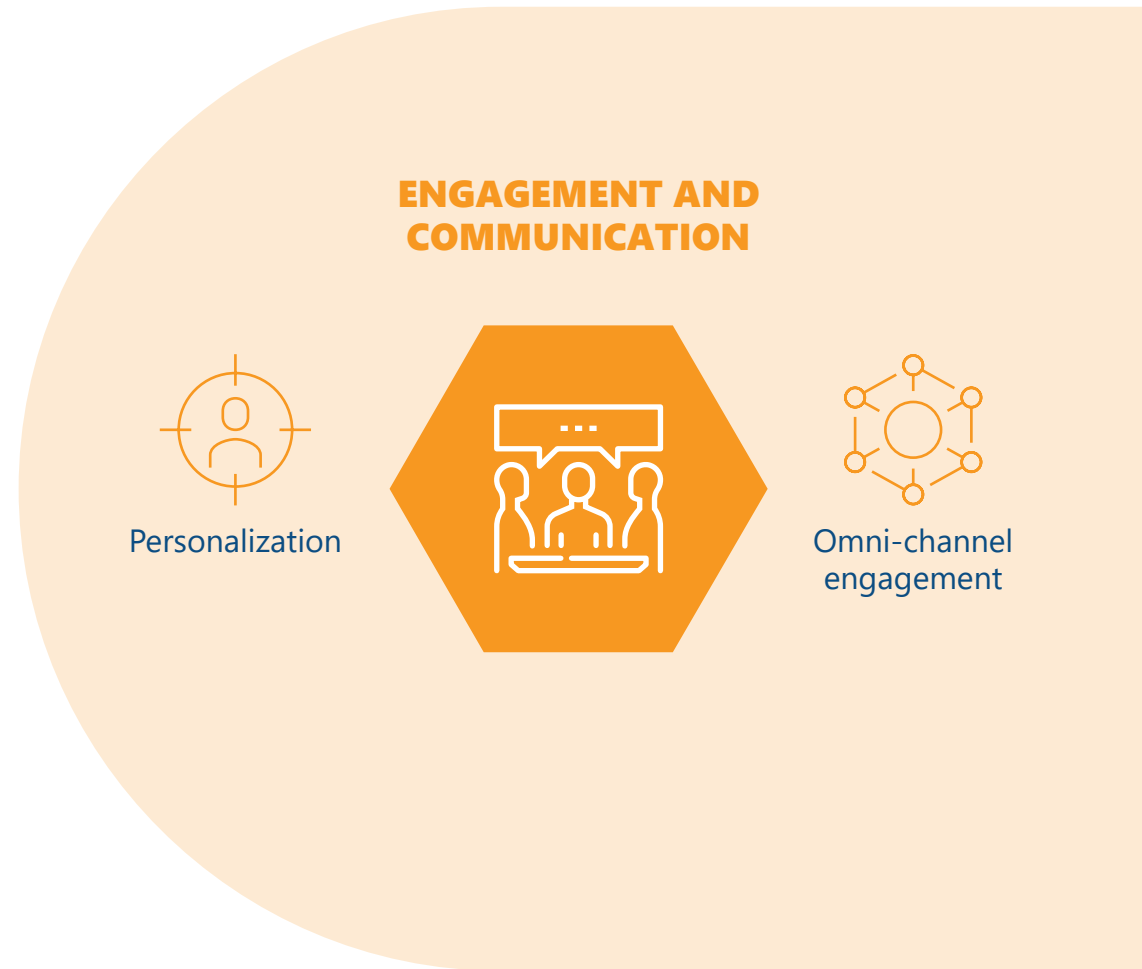 ENGAGEMENT AND
COMMUNICATION
Personalization
Omni-channel
engagement